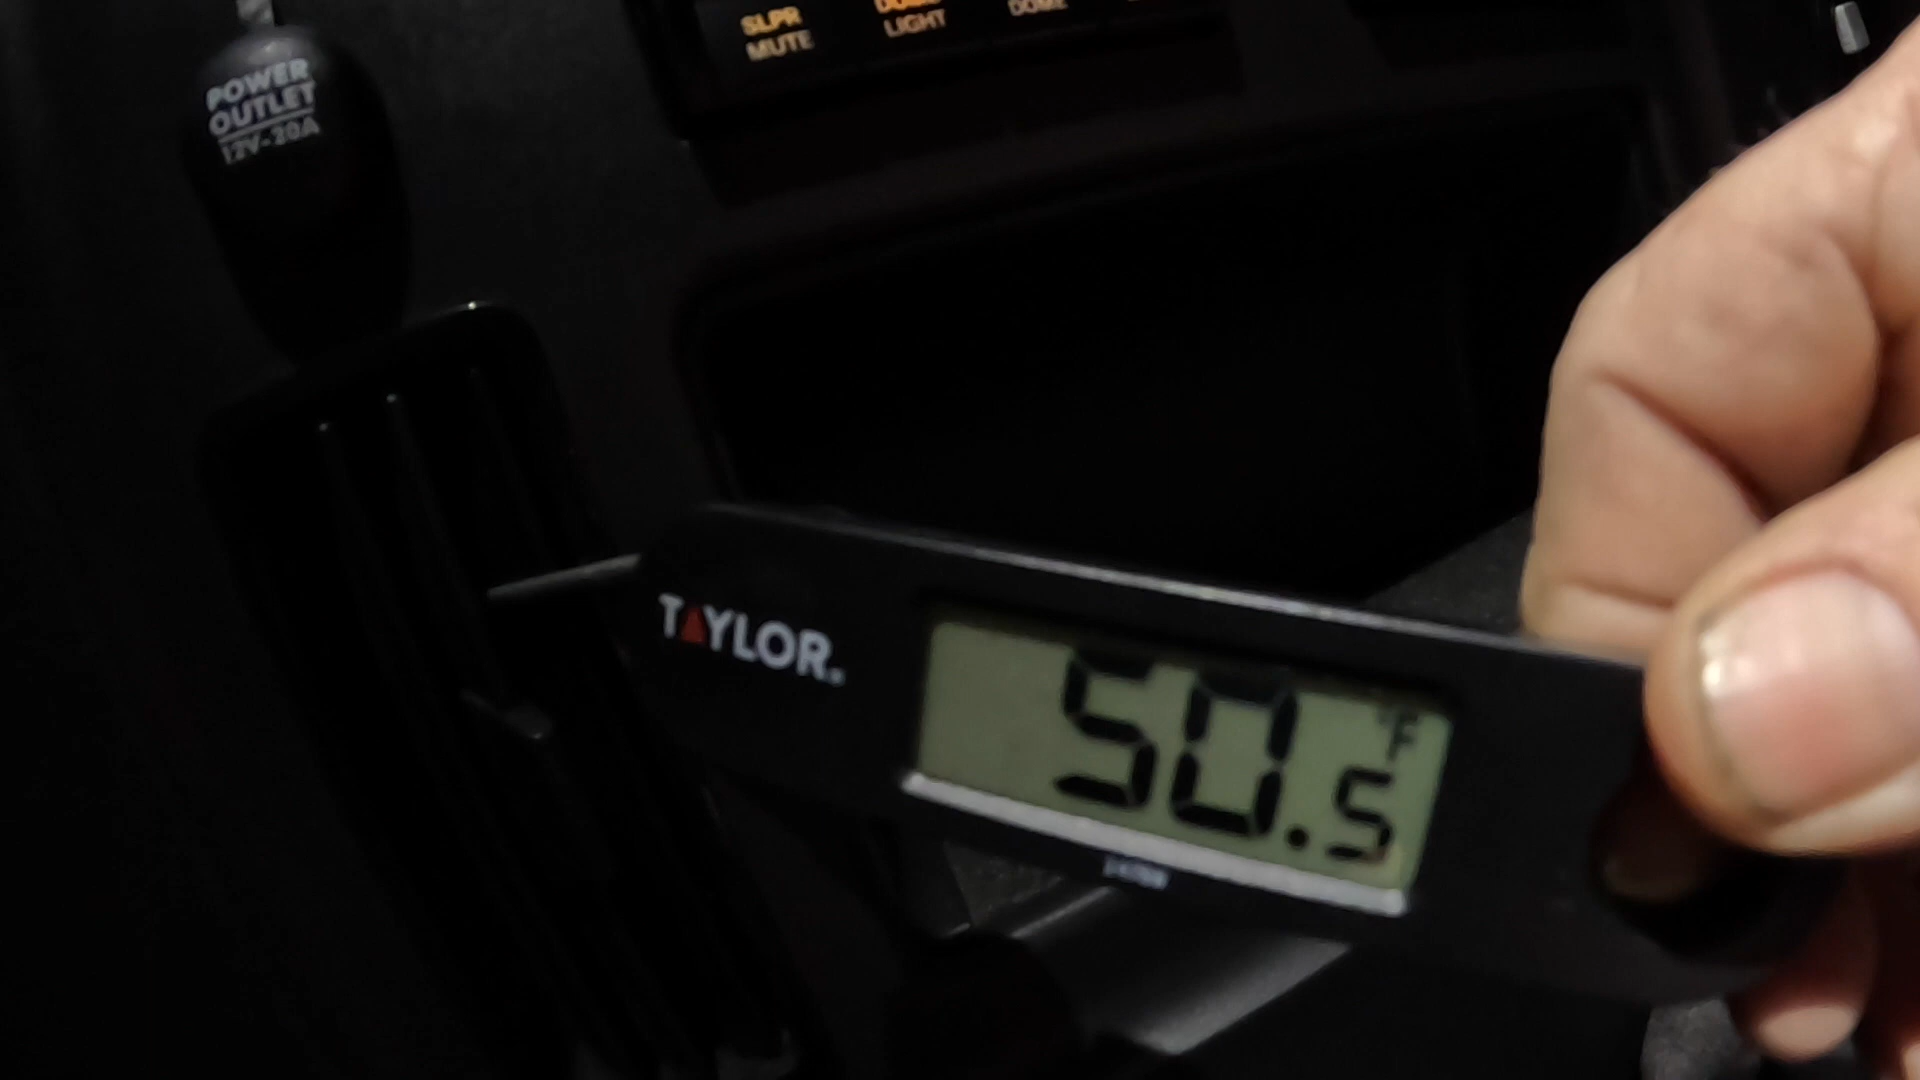 SLPR
MUTE
LIGHT
DOME
POWER
OUTLET
12V-20A
TAYLOR®
50.5 °F